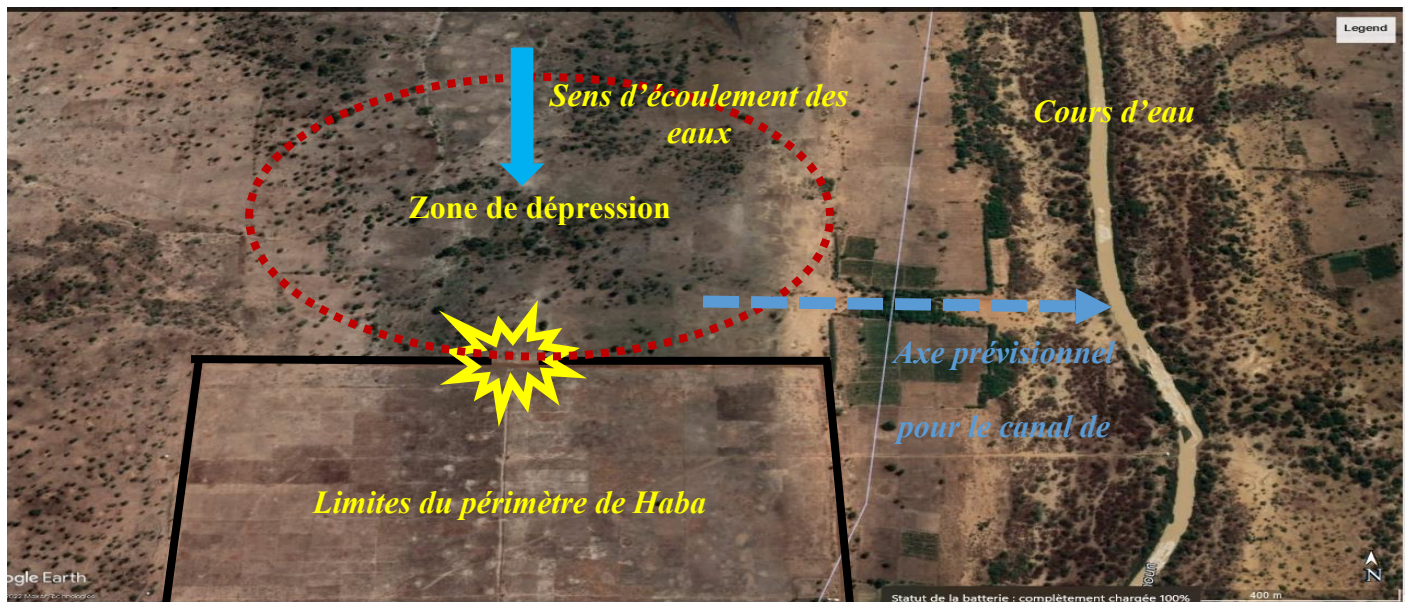 Legend
Sens d'écoulement des
eaux
Cours d'eau
Zone de dépression
Axe prévisionnel
pour le canal de
Limites du périmètre de Haba
ogle Earth
N
Statut de la batterie : complètement chargée 100%
400 m